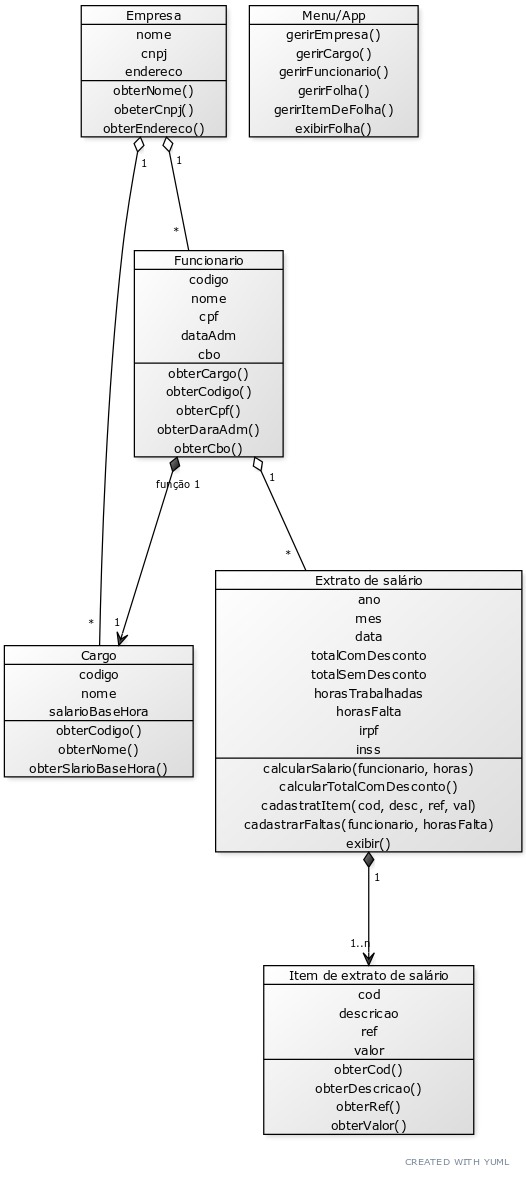 Empresa
nome
cnpj
endereco
obterNome()
obeterCnpj()
obterEndereco()
Menu/App
gerirEmpresa()
gerirCargo()
gerirFuncionario()
gerirFolha()
gerirItemDeFolha()
exibirFolha()
1
1
*
Funcionario
codigo
nome
cpf
dataAdm
cbo
obterCargo()
obterCodigo()
obterCpf()
obterDaraAdm()
obterCbo()
função 1
1
*
*
1
Cargo
codigo
nome
salarioBaseHora
obterCodigo()
obterNome()
obterSlarioBaseHora()
Extrato de salário
ano
mes
data
totalComDesconto
totalSemDesconto
horasTrabalhadas
horasFalta
irpf
inss
calcularSalario(funcionario, horas)
calcularTotalComDesconto()
cadastratItem(cod, desc, ref, val)
cadastrarFaltas(funcionario, horasFalta)
exibir()
1
1..n
Item de extrato de salário
cod
descricao
ref
valor
obterCod()
obterDescricao()
obterRef()
obterValor()
CREATED WITH YUML